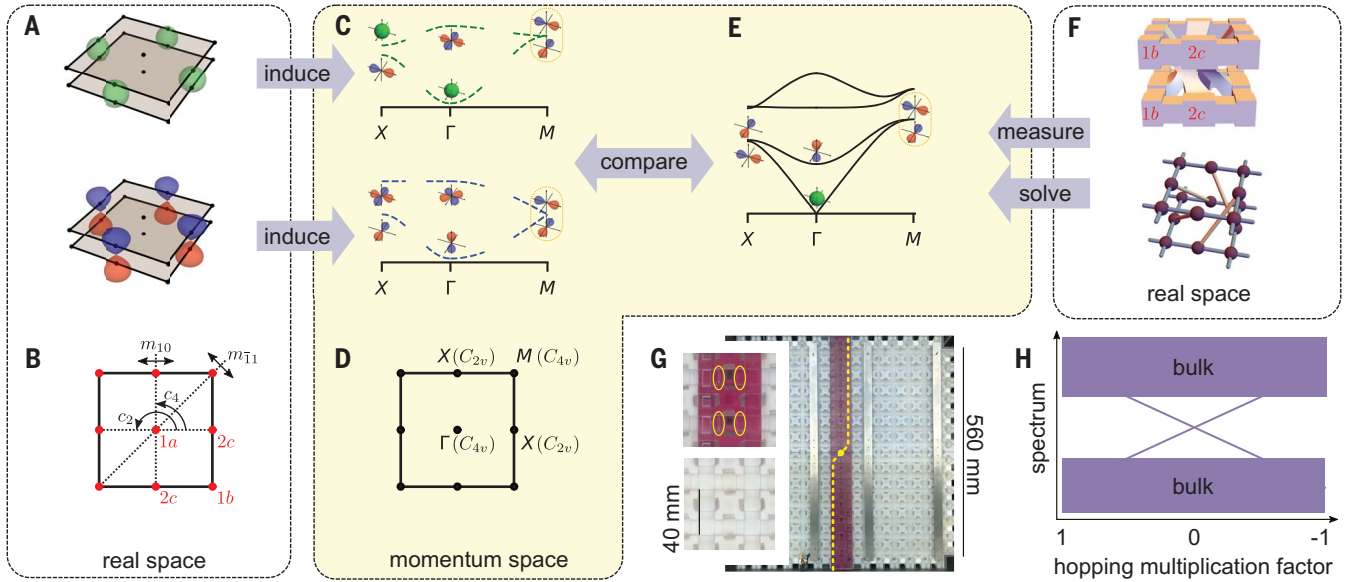 A
induce
induce
B
m₁₀
m₁̄₁
c₂
c₄
1a
2c
2c
1b
real space
C
X
Γ
M
X
Γ
M
D
X(C₂ᵥ)
M(C₄ᵥ)
Γ(C₄ᵥ)
X(C₂ᵥ)
momentum space
compare
E
X
Γ
M
measure
solve
F
1b
2c
1b
2c
real space
G
40 mm
560 mm
H
bulk
bulk
spectrum
1
0
-1
hopping multiplication factor